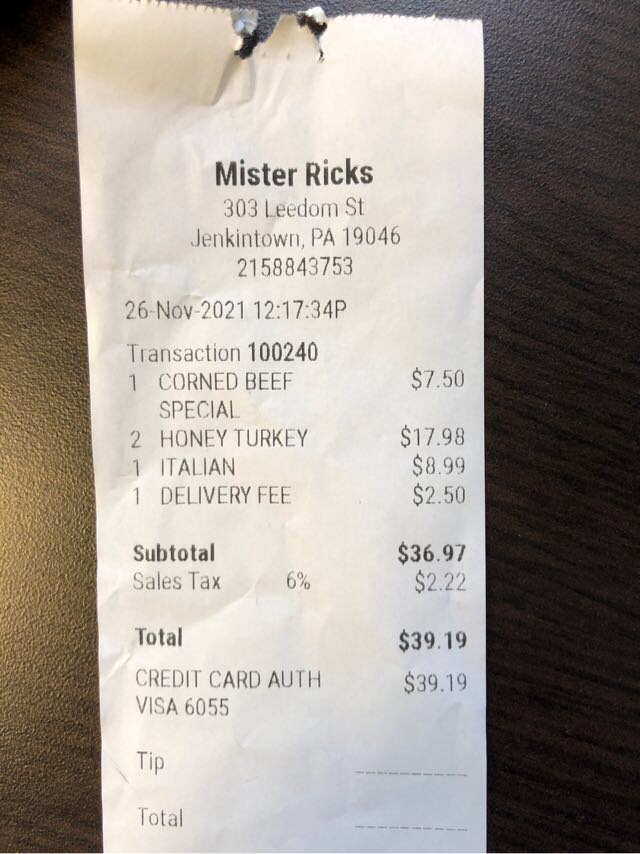 Mister Ricks
303 Leedom St
Jenkintown, PA 19046
2158843753
26-Nov-2021 12:17:34P
Transaction 100240
1 CORNED BEEF $7.50
SPECIAL
2 HONEY TURKEY $17.98
1 ITALIAN $8.99
1 DELIVERY FEE $2.50
Subtotal $36.97
Sales Tax 6% $2.22
Total $39.19
CREDIT CARD AUTH $39.19
VISA 6055
Tip
Total